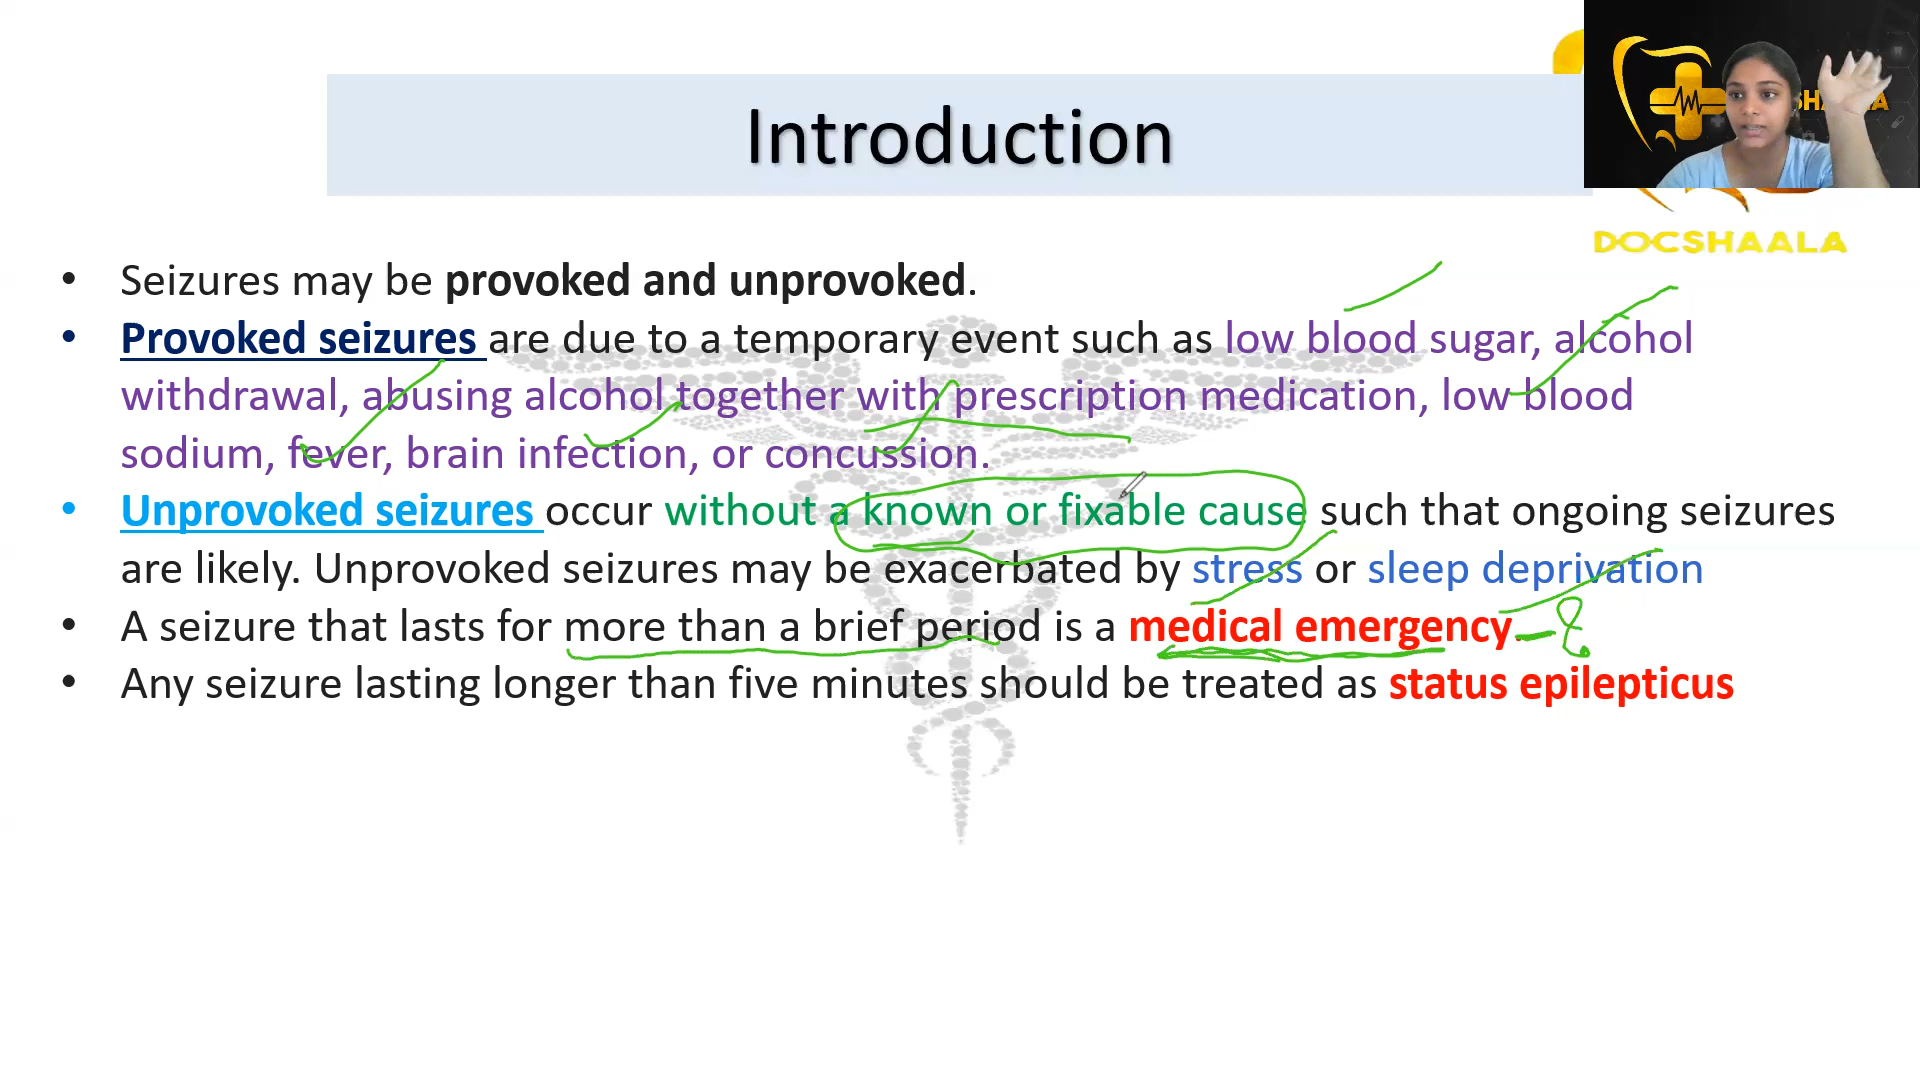 Introduction
DOCSHAALA
• Seizures may be provoked and unprovoked.
• Provoked seizures are due to a temporary event such as low blood sugar, alcohol
withdrawal, abusing alcohol together with prescription medication, low blood
sodium, fever, brain infection, or concussion.
• Unprovoked seizures occur without a known or fixable cause such that ongoing seizures
are likely. Unprovoked seizures may be exacerbated by stress or sleep deprivation
• A seizure that lasts for more than a brief period is a medical emergency.
• Any seizure lasting longer than five minutes should be treated as status epilepticus